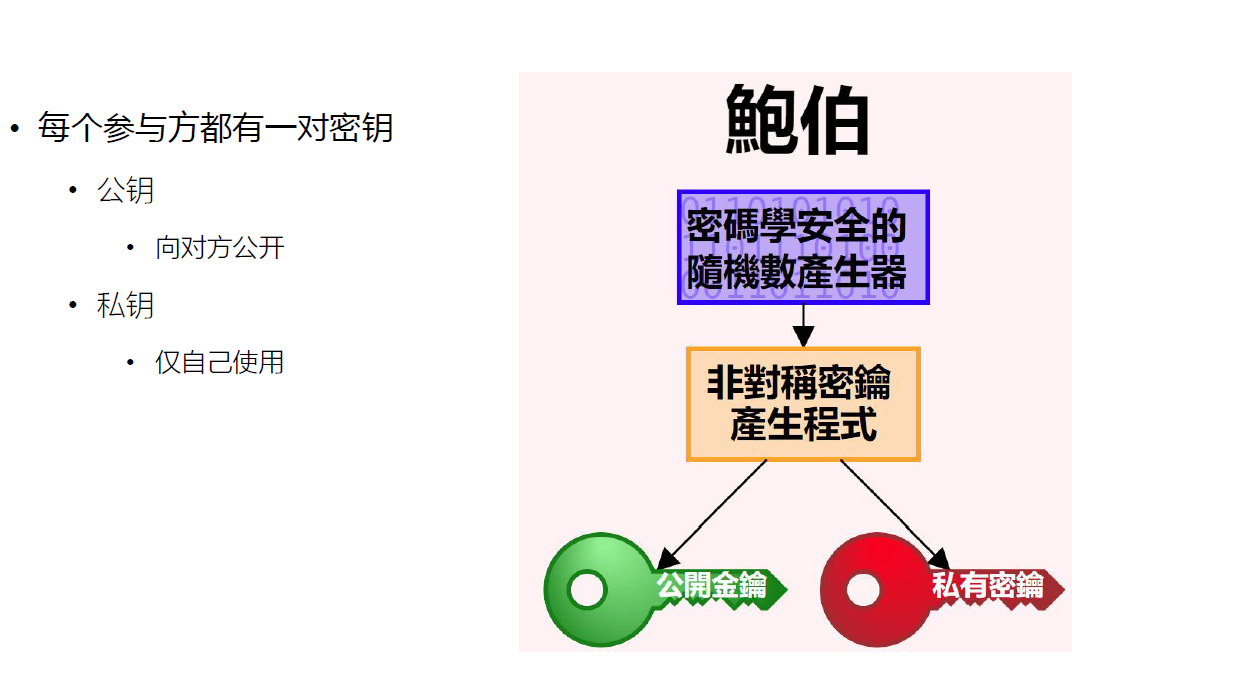 • 每个参与方都有一对密钥
• 公钥
• 向对方公开
• 私钥
• 仅自己使用
鮑伯
密碼學安全的
隨機數產生器
非對稱密鑰
產生程式
公開金鑰
私有密鑰